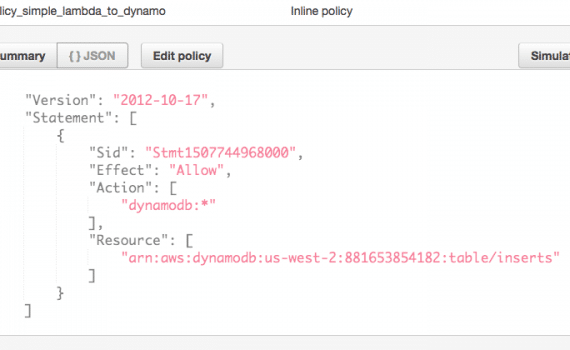 licy_simple_lambda_to_dynamo Inline policy
ummary { } JSON Edit policy Simula
"Version": "2012-10-17",
"Statement": [
{
"Sid": "Stmt1507744968000",
"Effect": "Allow",
"Action": [
"dynamodb:*"
],
"Resource": [
"arn:aws:dynamodb:us-west-2:881653854182:table/inserts"
]
}
]